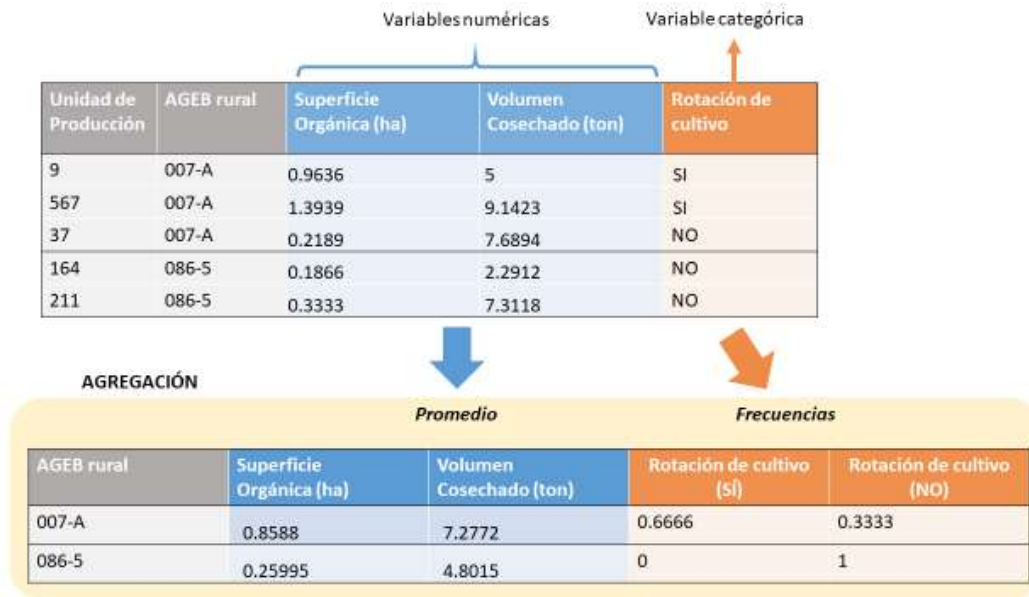 Variables numéricas Variable categórica
Unidad de Producción AGEB rural Superficie Orgánica (ha) Volumen Cosechado (ton) Rotación de cultivo
9 007-A 0.9636 5 SI
567 007-A 1.3939 9.1423 SI
37 007-A 0.2189 7.6894 NO
164 086-5 0.1866 2.2912 NO
211 086-5 0.3333 7.3118 NO
AGREGACIÓN
Promedio Frecuencias
AGEB rural Superficie Orgánica (ha) Volumen Cosechado (ton) Rotación de cultivo (SÍ) Rotación de cultivo (NO)
007-A 0.8588 7.2772 0.6666 0.3333
086-5 0.25995 4.8015 0 1